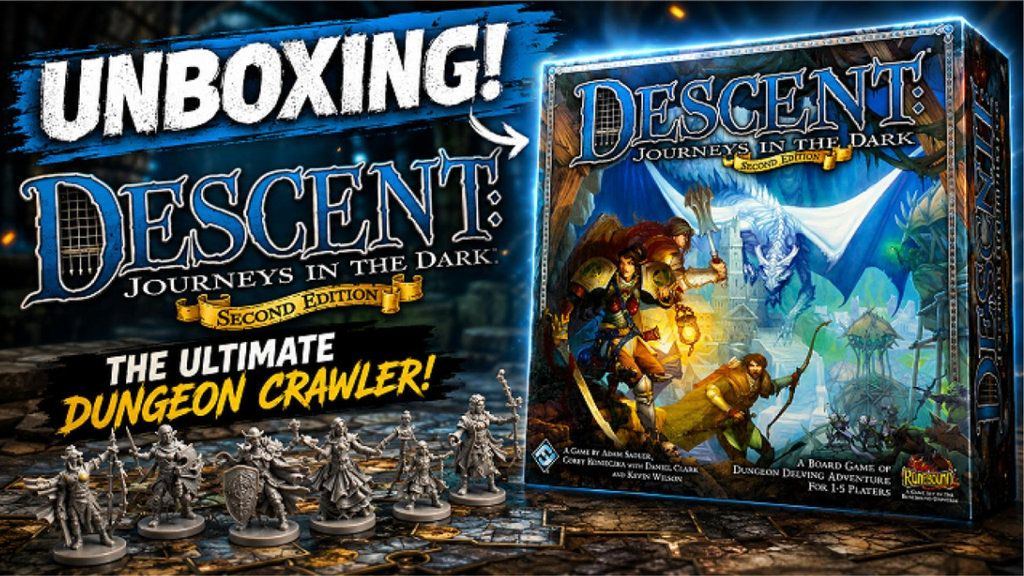 UNBOXING!
DESCENT:
JOURNEYS IN THE DARK
SECOND EDITION
THE ULTIMATE
DUNGEON CRAWLER!
DESCENT:
JOURNEYS IN THE DARK
SECOND EDITION
A GAME BY ADAM SADLER,
COREY KONIECZKA WITH DANIEL CLARK
AND KEVIN WILSON
A BOARD GAME OF
DUNGEON DELVING ADVENTURE
FOR 1-5 PLAYERS
RUNEBOUND
DESCENT